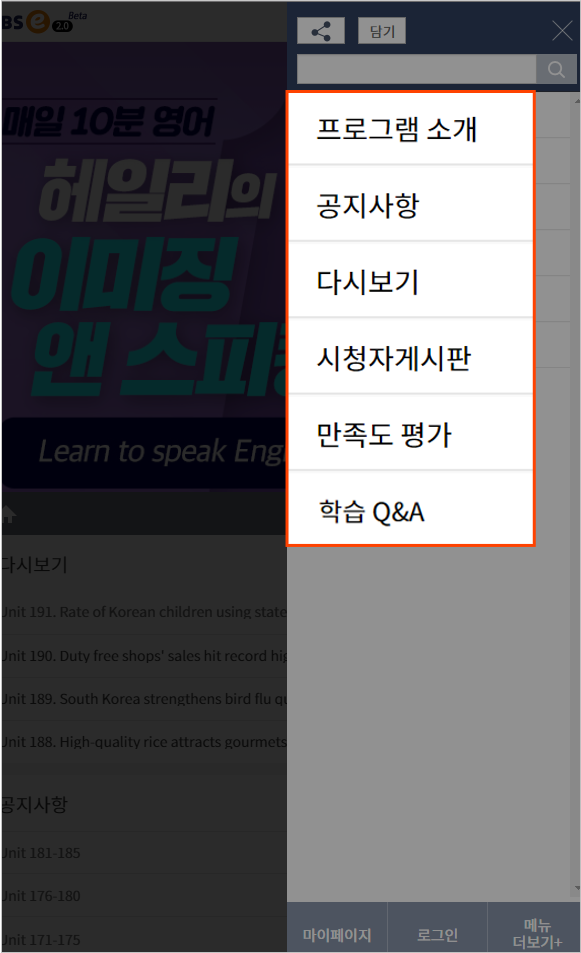 BS e 2.0 Beta
담기
매일 10분 영어
헤일리의
이미징
앤 스피킹
Learn to speak Engl
다시보기
Unit 191. Rate of Korean children using state
Unit 190. Duty free shops' sales hit record hig
Unit 189. South Korea strengthens bird flu qu
Unit 188. High-quality rice attracts gourmets
공지사항
Unit 181-185
Unit 176-180
Unit 171-175
프로그램 소개
공지사항
다시보기
시청자게시판
만족도 평가
학습 Q&A
마이페이지
로그인
메뉴
더보기+